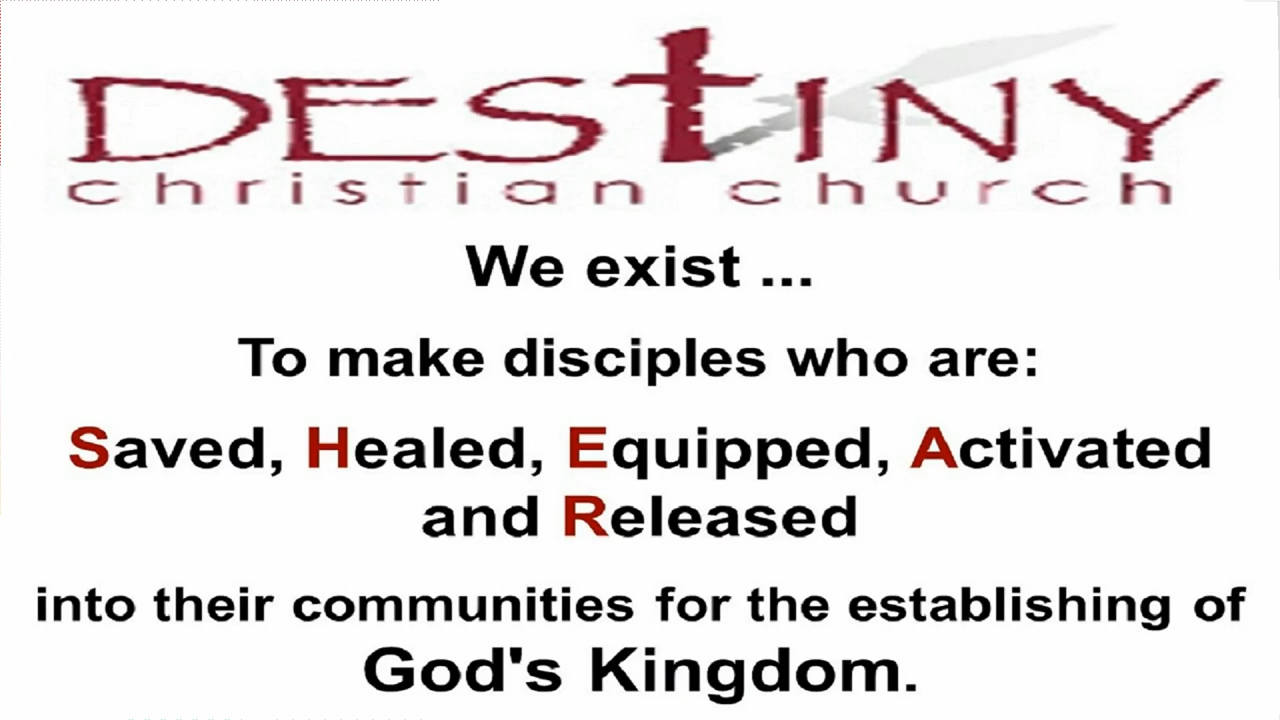 DEStINY
christian church
We exist ...
To make disciples who are:
Saved, Healed, Equipped, Activated
and Released
into their communities for the establishing of
God's Kingdom.